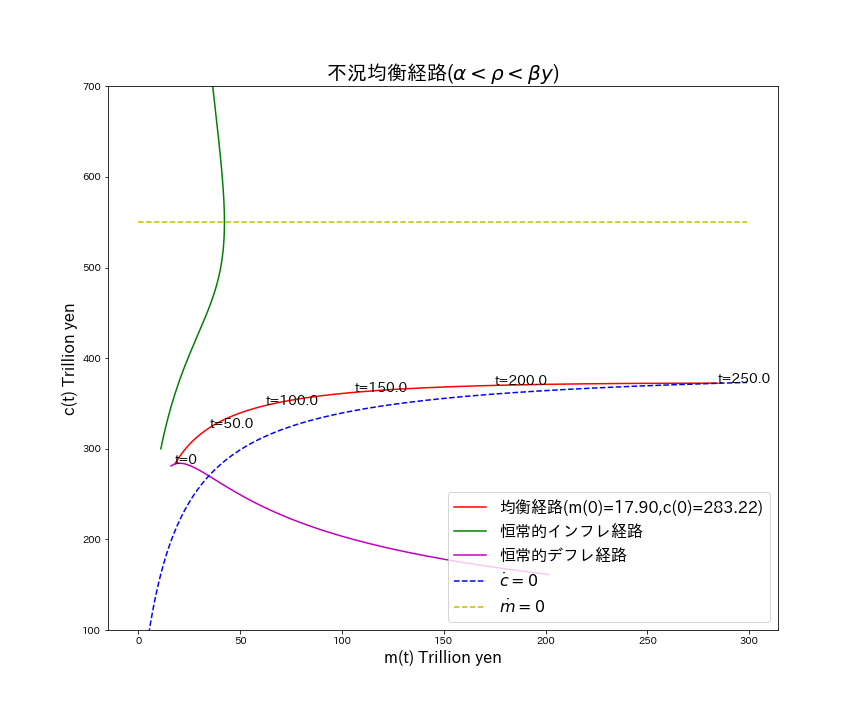 不況均衡経路(α < ρ < βy)
700
600
500
400
300
200
100
c(t) Trillion yen
t=0
t=50.0
t=100.0
t=150.0
t=200.0
t=250.0
均衡経路(m(0)=17.90,c(0)=283.22)
恒常的インフレ経路
恒常的デフレ経路
ċ = 0
ṁ = 0
0 50 100 150 200 250 300
m(t) Trillion yen